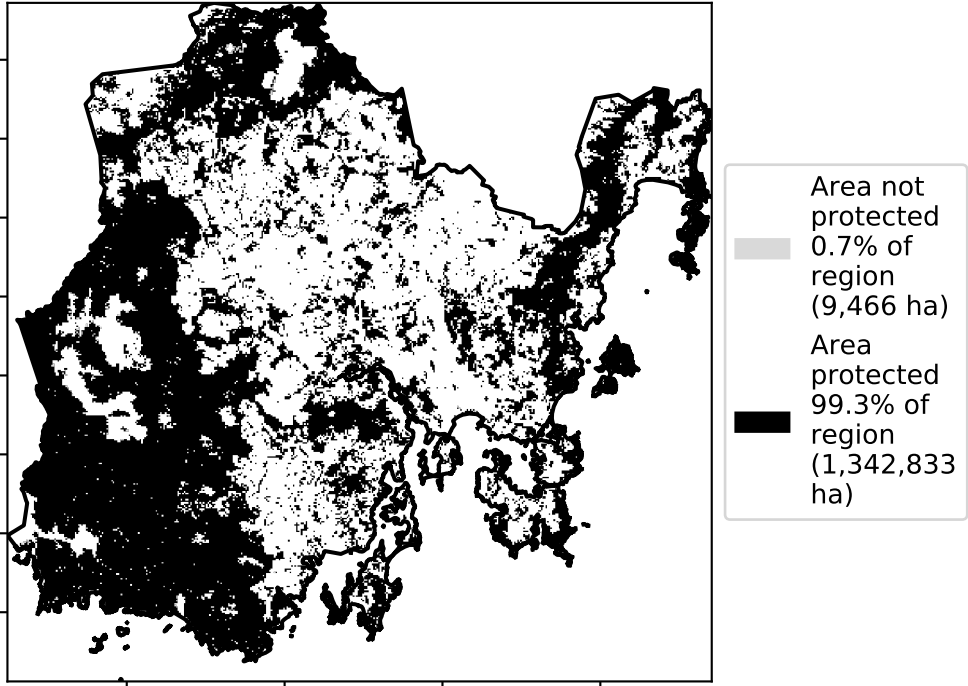 Area not
protected
0.7% of
region
(9,466 ha)
Area
protected
99.3% of
region
(1,342,833
ha)